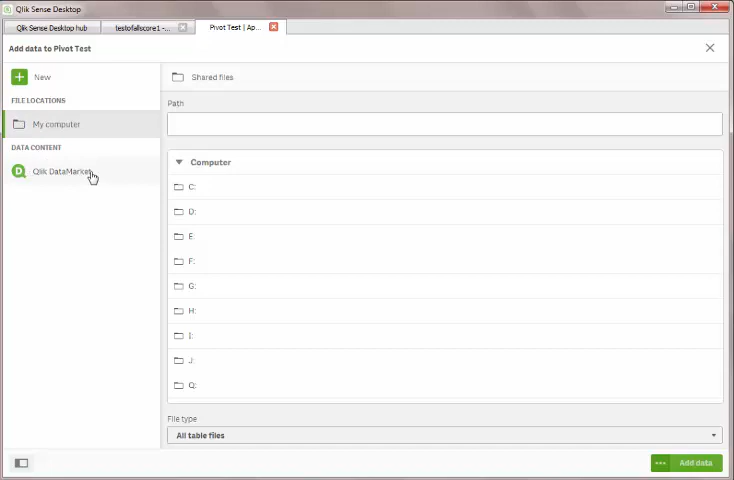 Qlik Sense Desktop
Qlik Sense Desktop hub
testofallscore1 -...
Pivot Test | Ap...
Add data to Pivot Test
New
FILE LOCATIONS
My computer
DATA CONTENT
Qlik DataMarket
Shared files
Path
Computer
C:
D:
E:
F:
G:
H:
I:
J:
Q:
File type
All table files
Add data